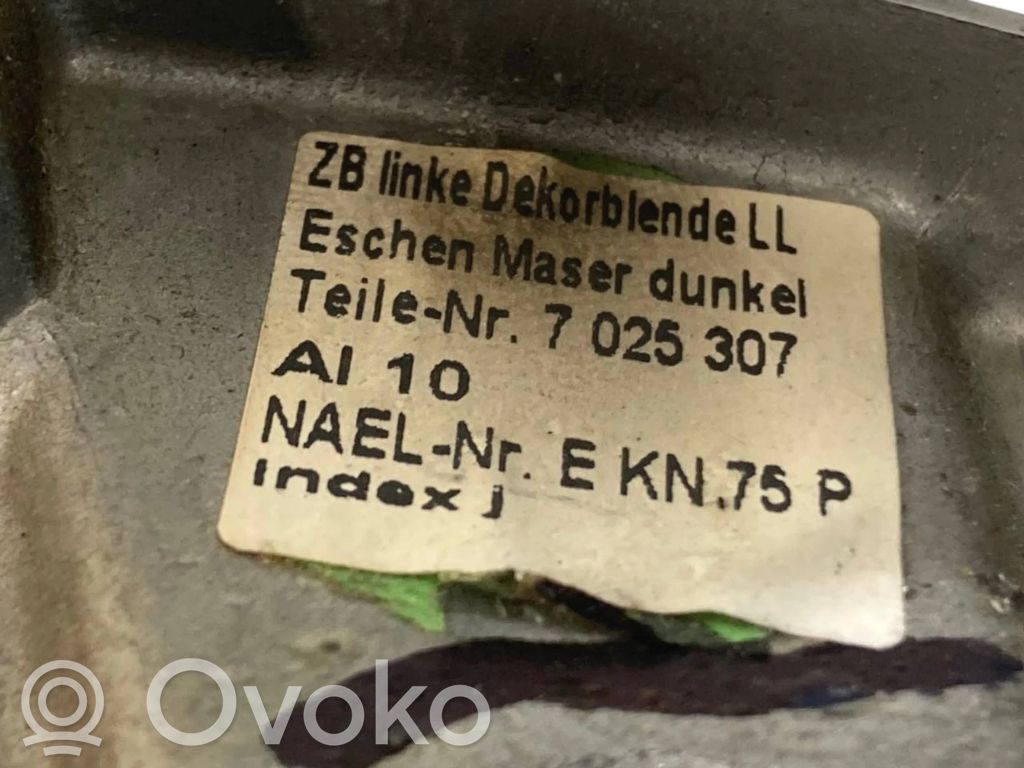 ZB linke Dekorblende LL
Eschen Maser dunkel
Teile-Nr. 7 025 307
AI 10
NAEL-Nr. E KN.75 P
Index j
Ovoko